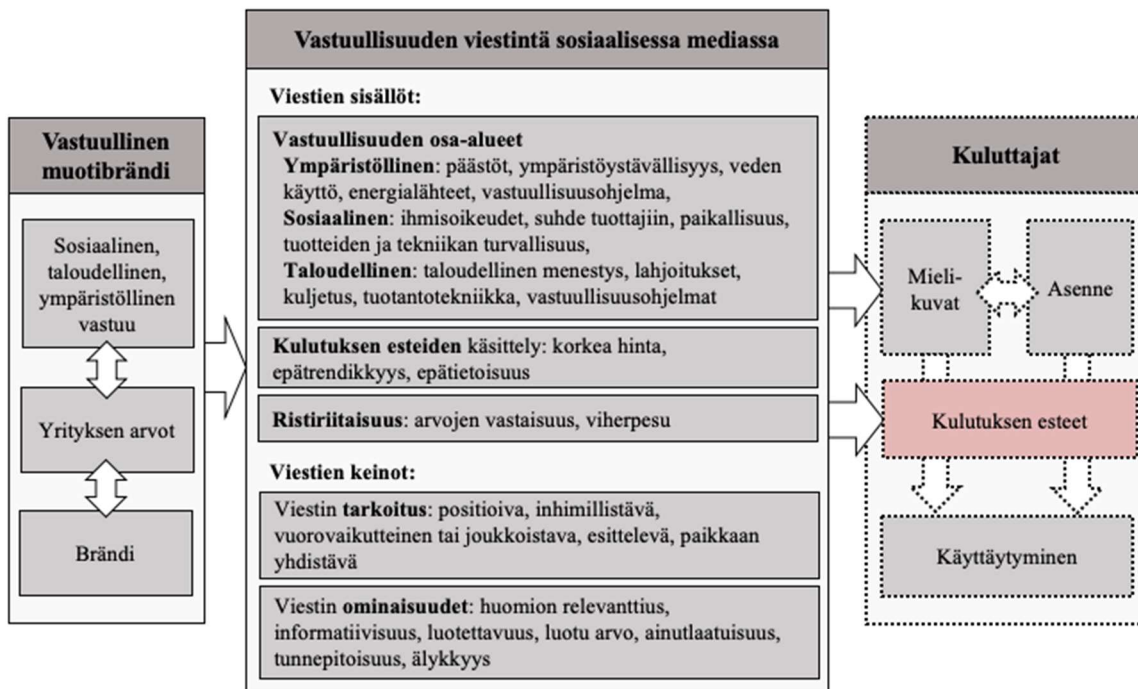 Vastuullinen
muotibrändi
Sosiaalinen,
taloudellinen,
ympäristöllinen
vastuu
Yrityksen arvot
Brändi
Vastuullisuuden viestintä sosiaalisessa mediassa
Viestien sisällöt:
Vastuullisuuden osa-alueet
Ympäristöllinen: päästöt, ympäristöystävällisyys, veden
käyttö, energialähteet, vastuullisuusohjelma,
Sosiaalinen: ihmisoikeudet, suhde tuottajiin, paikallisuus,
tuotteiden ja tekniikan turvallisuus,
Taloudellinen: taloudellinen menestys, lahjoitukset,
kuljetus, tuotantotekniikka, vastuullisuusohjelmat
Kulutuksen esteiden käsittely: korkea hinta,
epätrendikkyys, epätietoisuus
Ristiriitaisuus: arvojen vastaisuus, viherpesu
Viestien keinot:
Viestin tarkoitus: positioiva, inhimillistävä,
vuorovaikutteinen tai joukkoistava, esittelevä, paikkaan
yhdistävä
Viestin ominaisuudet: huomion relevanttius,
informatiivisuus, luotettavuus, luotu arvo, ainutlaatuisuus,
tunnepitoisuus, älykkyys
Kuluttajat
Mieli-
kuvat
Asenne
Kulutuksen esteet
Käyttäytyminen